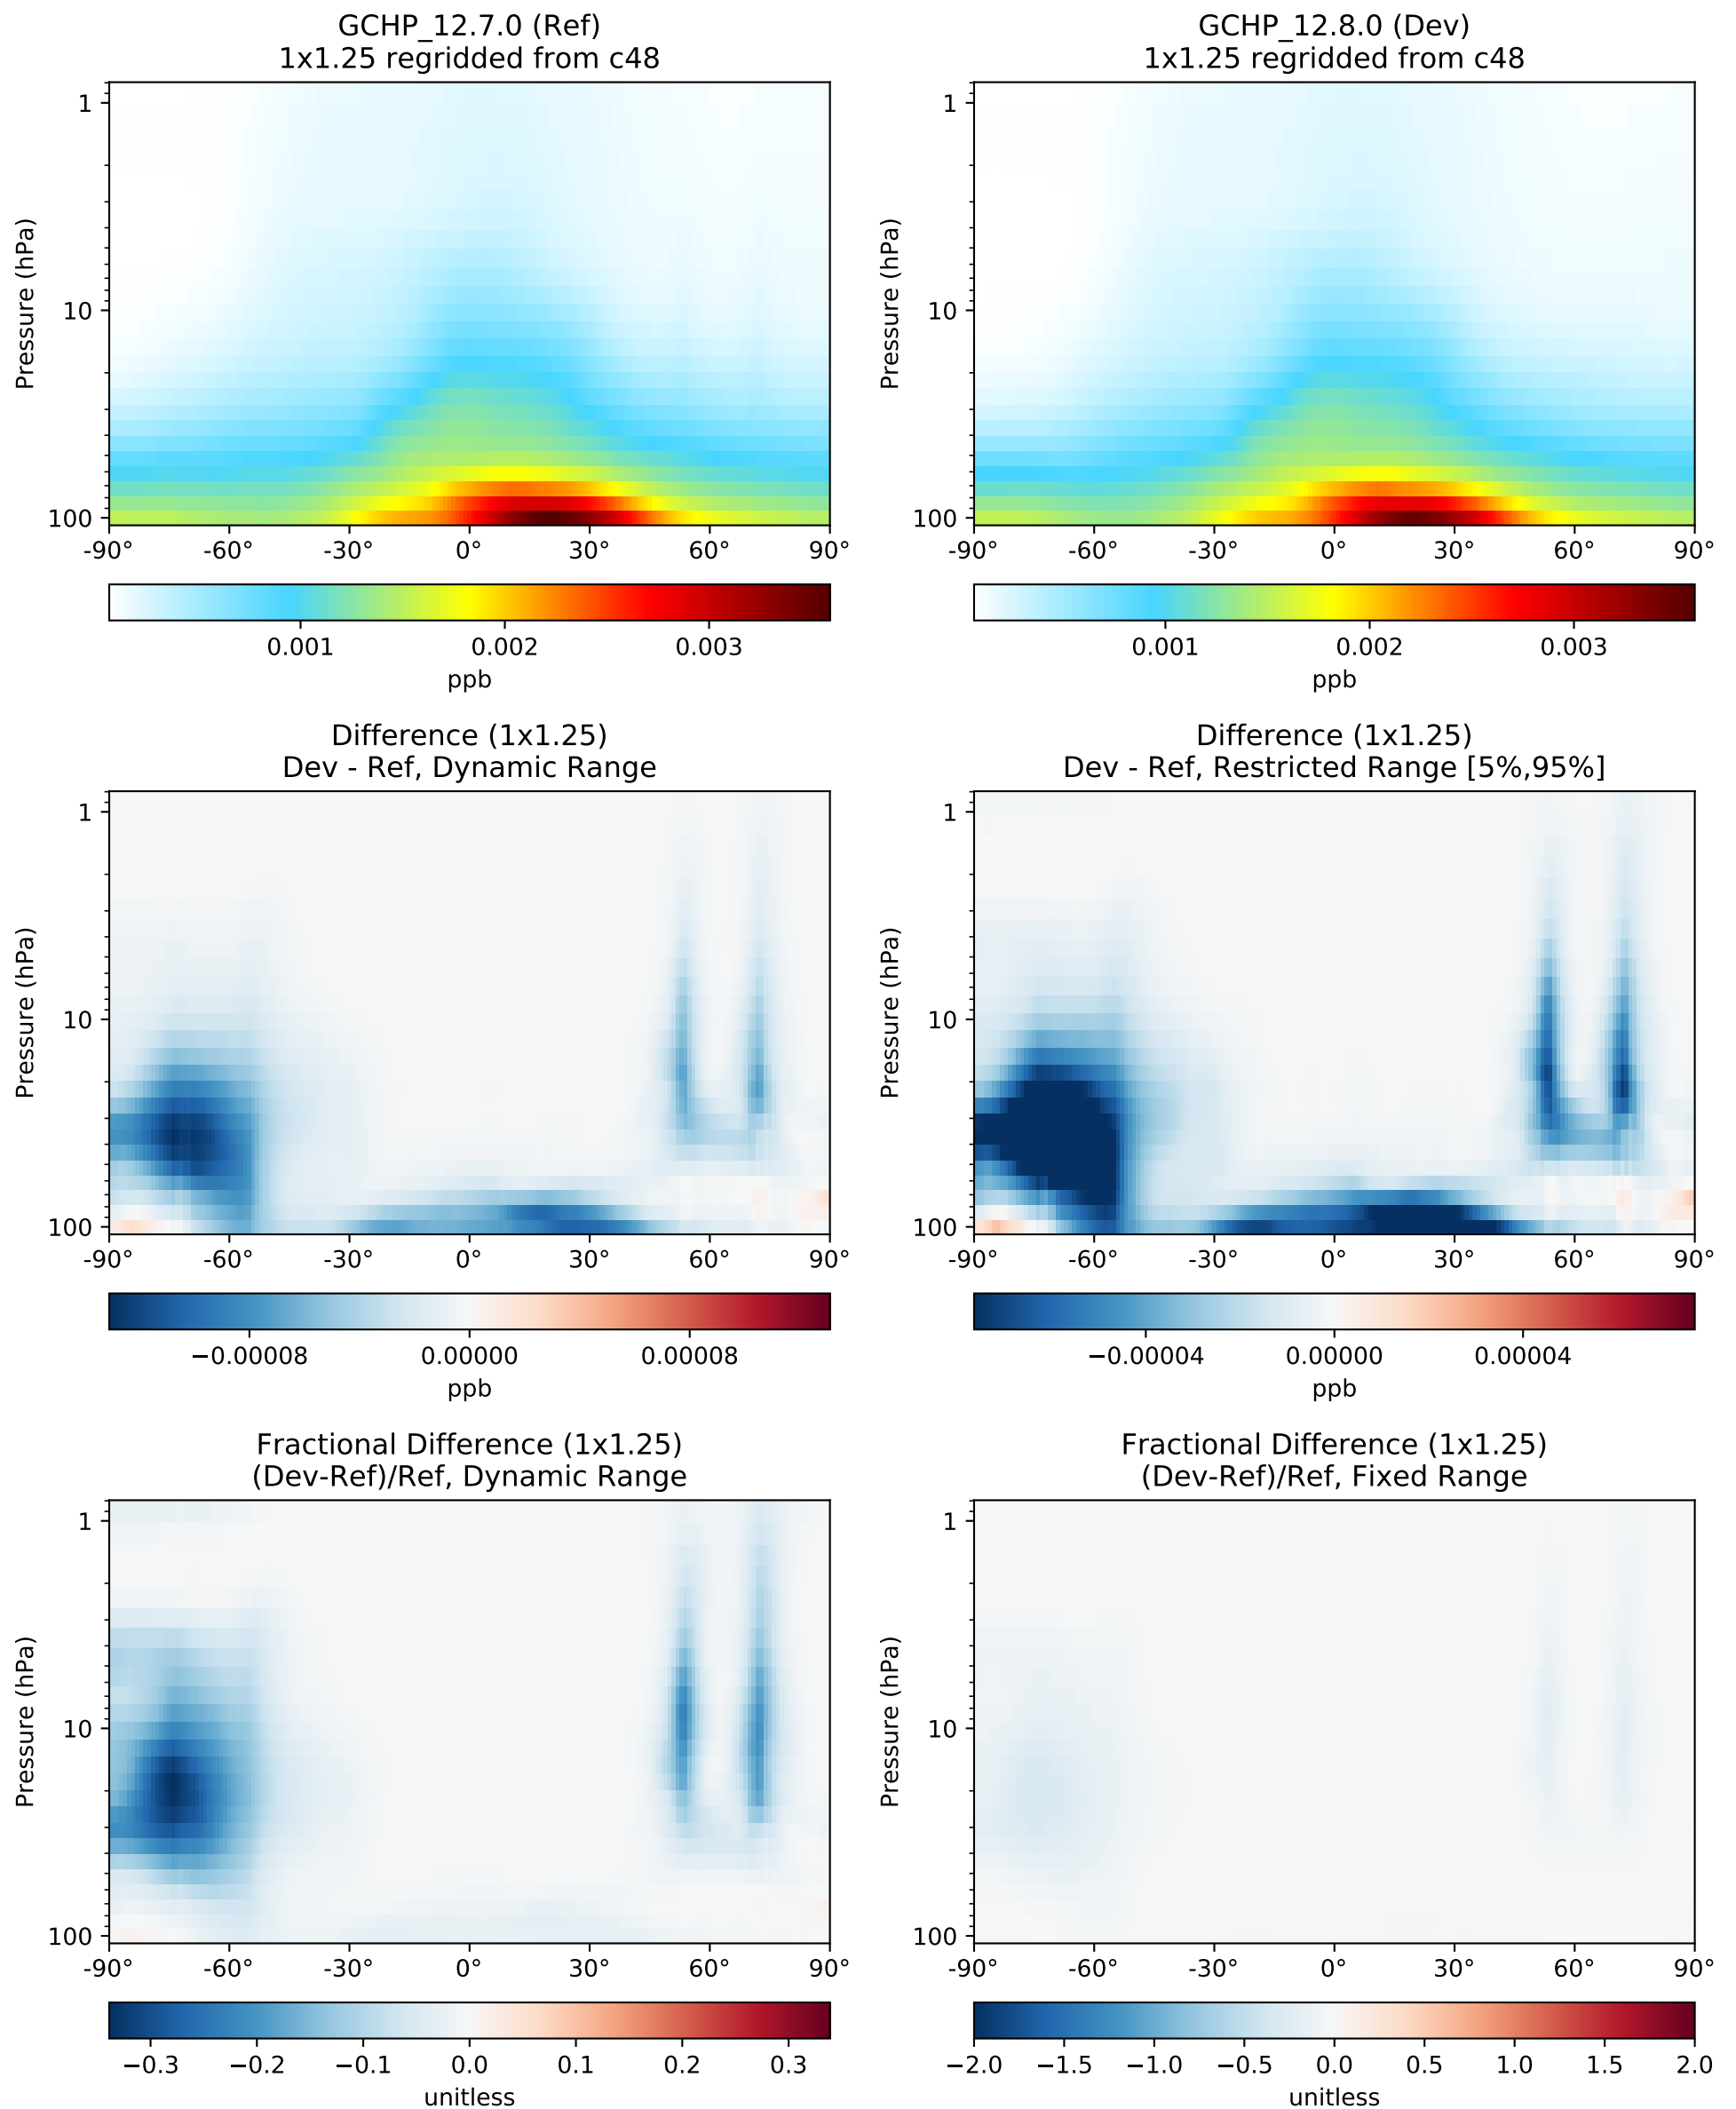 GCHP_12.7.0 (Ref)
1x1.25 regridded from c48
Pressure (hPa)
1
10
100
-90° -60° -30° 0° 30° 60° 90°
0.001 0.002 0.003
ppb
GCHP_12.8.0 (Dev)
1x1.25 regridded from c48
Pressure (hPa)
1
10
100
-90° -60° -30° 0° 30° 60° 90°
0.001 0.002 0.003
ppb
Difference (1x1.25)
Dev - Ref, Dynamic Range
Pressure (hPa)
1
10
100
-90° -60° -30° 0° 30° 60° 90°
−0.00008 0.00000 0.00008
ppb
Difference (1x1.25)
Dev - Ref, Restricted Range [5%,95%]
Pressure (hPa)
1
10
100
-90° -60° -30° 0° 30° 60° 90°
−0.00004 0.00000 0.00004
ppb
Fractional Difference (1x1.25)
(Dev-Ref)/Ref, Dynamic Range
Pressure (hPa)
1
10
100
-90° -60° -30° 0° 30° 60° 90°
−0.3 −0.2 −0.1 0.0 0.1 0.2 0.3
unitless
Fractional Difference (1x1.25)
(Dev-Ref)/Ref, Fixed Range
Pressure (hPa)
1
10
100
-90° -60° -30° 0° 30° 60° 90°
−2.0 −1.5 −1.0 −0.5 0.0 0.5 1.0 1.5 2.0
unitless